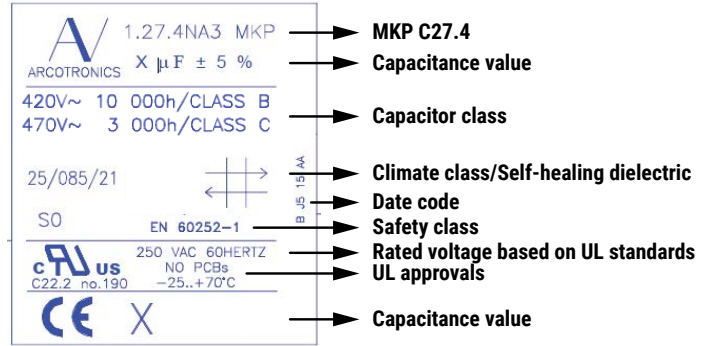 1.27.4NA3 MKP
MKP C27.4
ARCOTRONICS
X µF ± 5 %
Capacitance value
420V~ 10 000h/CLASS B
470V~ 3 000h/CLASS C
Capacitor class
25/085/21
Climate class/Self-healing dielectric
B J5 15 AA
Date code
S0
EN 60252-1
Safety class
250 VAC 60HERTZ
Rated voltage based on UL standards
c UR us
NO PCBs
UL approvals
C22.2 no.190
-25..+70°C
CE X
Capacitance value